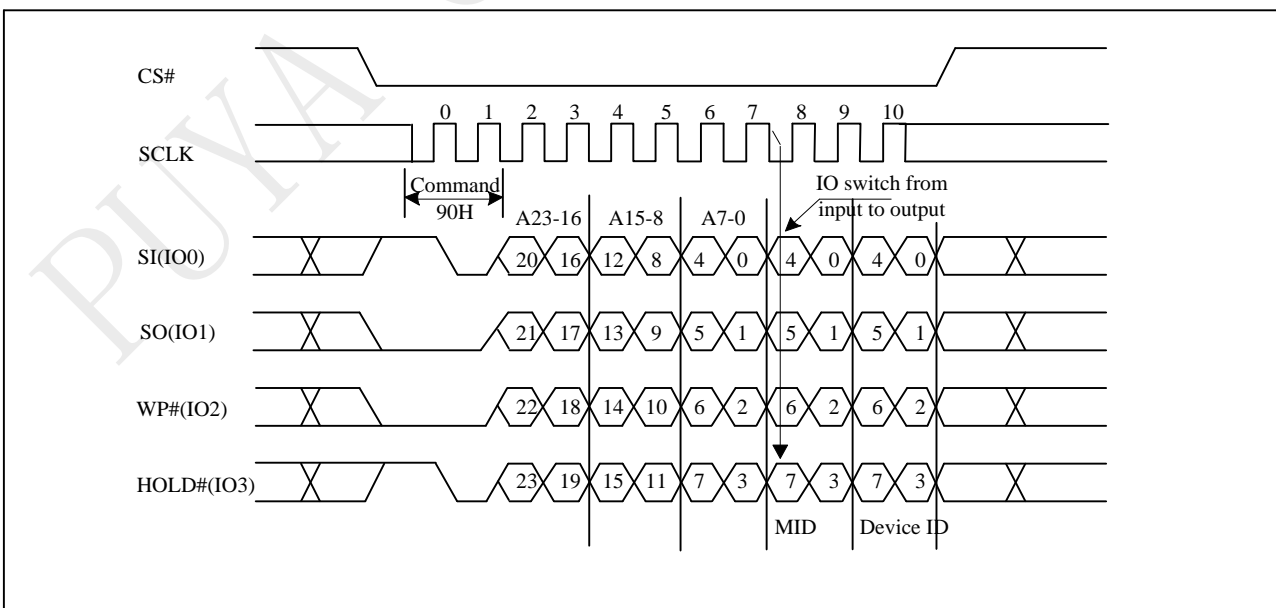 PUYA
CS#
0 1 2 3 4 5 6 7 8 9 10
SCLK
Command
90H
IO switch from
input to output
A23-16 A15-8 A7-0
SI(IO0)
20 16 12 8 4 0 4 0 4 0
SO(IO1)
21 17 13 9 5 1 5 1 5 1
WP#(IO2)
22 18 14 10 6 2 6 2 6 2
HOLD#(IO3)
23 19 15 11 7 3 7 3 7 3
MID Device ID